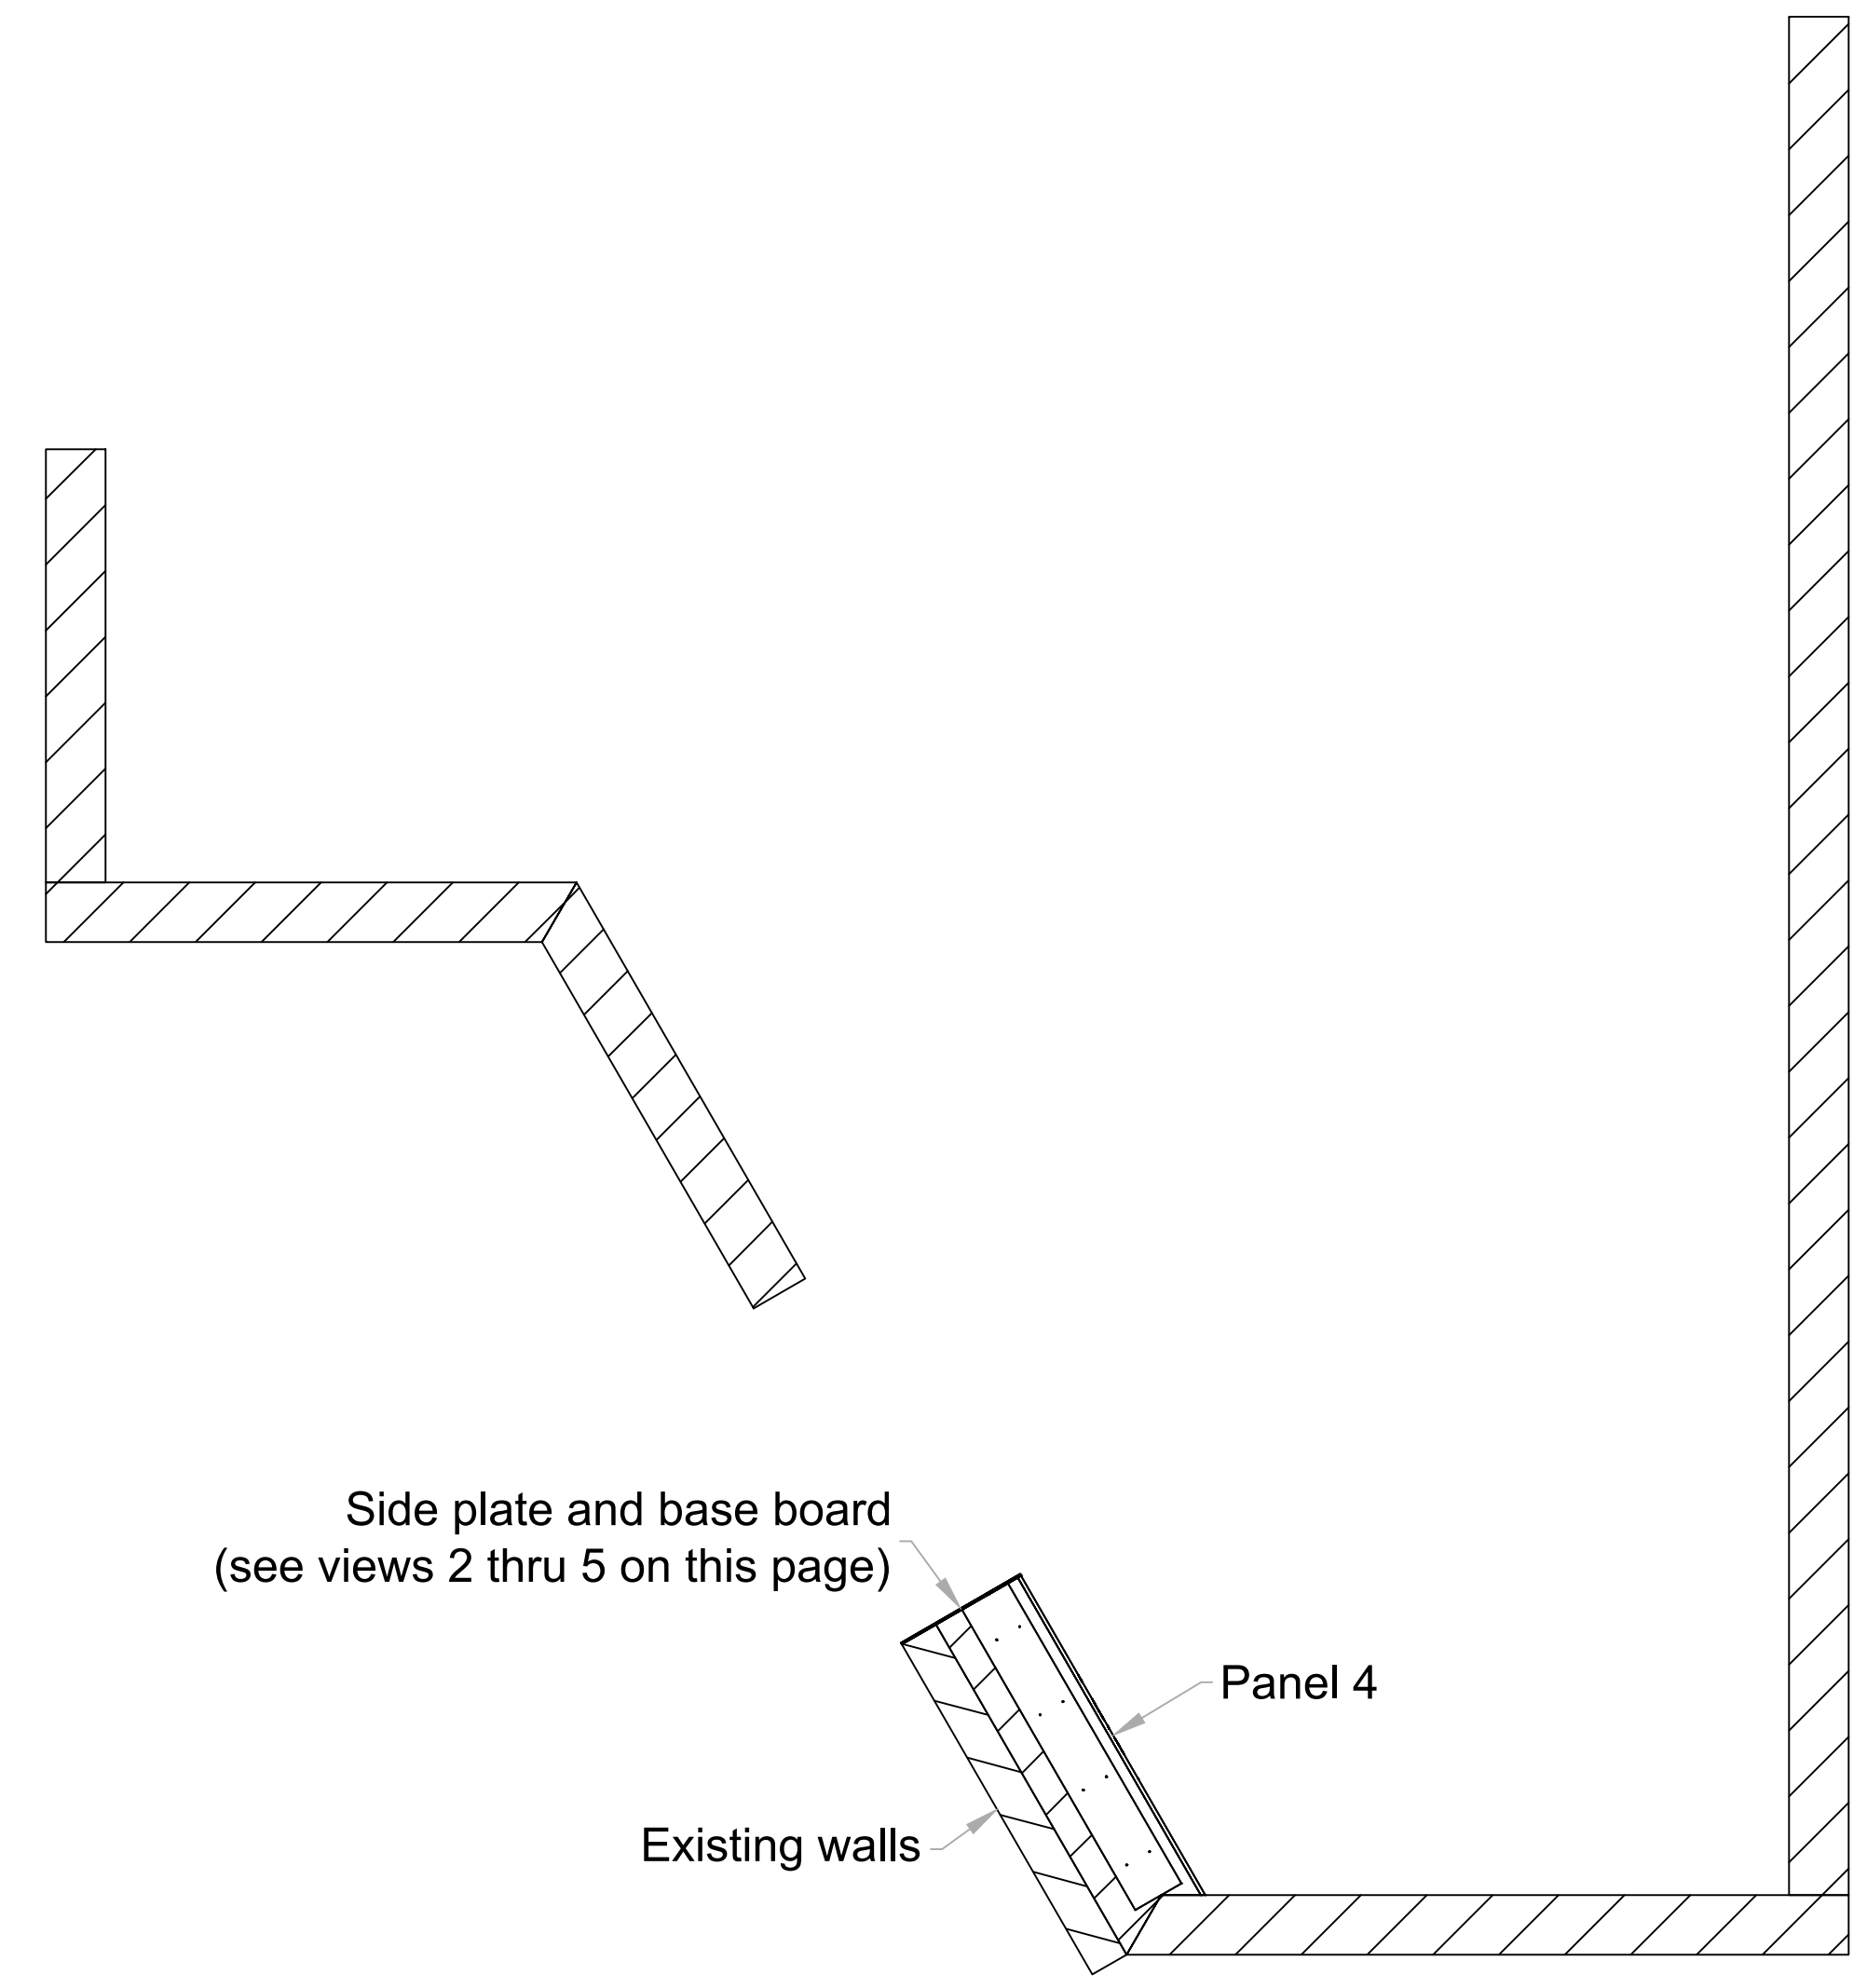 Side plate and base board
(see views 2 thru 5 on this page)
Panel 4
Existing walls